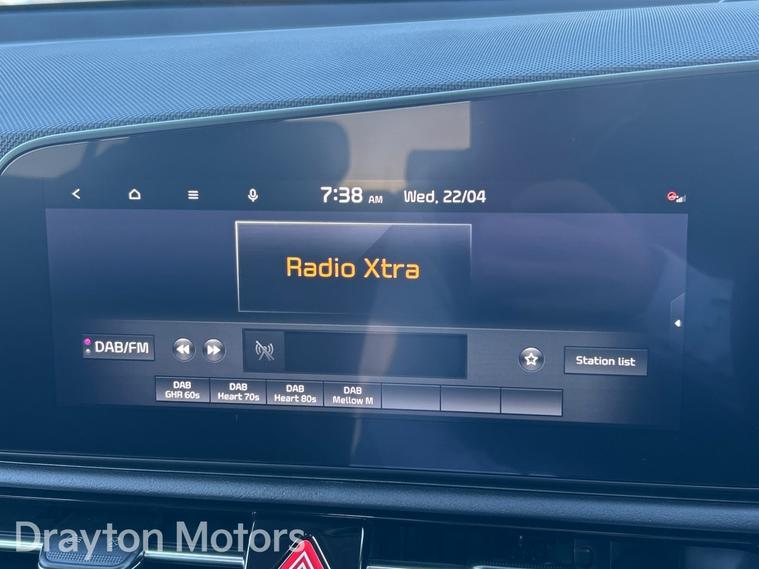 7:38 AM Wed, 22/04
Radio Xtra
DAB/FM
Station list
DAB DAB DAB DAB
GHR 60s Heart 70s Heart 80s Mellow M
Drayton Motors